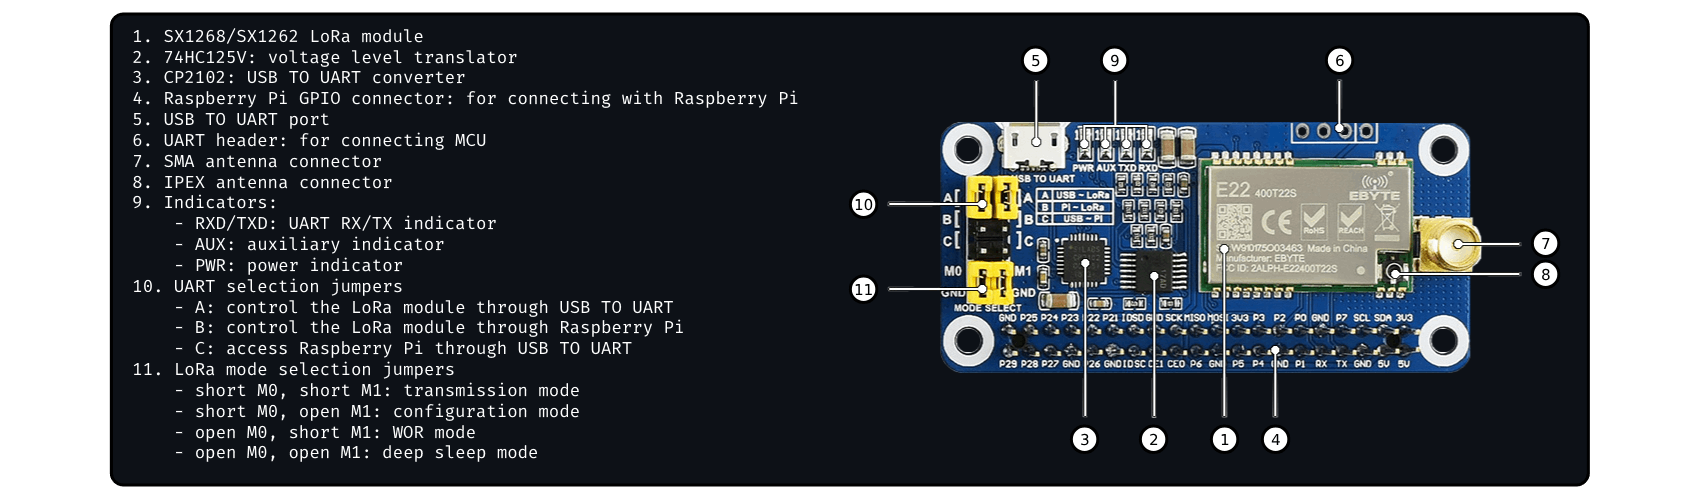 1. SX1268/SX1262 LoRa module
2. 74HC125V: voltage level translator
3. CP2102: USB TO UART converter
4. Raspberry Pi GPIO connector: for connecting with Raspberry Pi
5. USB TO UART port
6. UART header: for connecting MCU
7. SMA antenna connector
8. IPEX antenna connector
9. Indicators:
- RXD/TXD: UART RX/TX indicator
- AUX: auxiliary indicator
- PWR: power indicator
10. UART selection jumpers
- A: control the LoRa module through USB TO UART
- B: control the LoRa module through Raspberry Pi
- C: access Raspberry Pi through USB TO UART
11. LoRa mode selection jumpers
- short M0, short M1: transmission mode
- short M0, open M1: configuration mode
- open M0, short M1: WOR mode
- open M0, open M1: deep sleep mode
5 9 6
PWR AUX TXD RXD
USB TO UART
A USB-LoRa
B Pi-LoRa
C USB-Pi
A A
B B
C C
10
11
M0 M1
GND GND
MODE SELECT
E22 400T22S
EBYTE
CE RoHS REACH
Made in China
Manufacturer: EBYTE
FCC ID: 2ALPH-E22400T22S
7
8
GND P25 P24 P23 P22 P21 IDSD GND SCK MISO MOSI 3V3 P3 P2 P0 GND P7 SCL SDA 3V3
P29 P28 P27 GND P26 GND IDSC CE1 CE0 P6 GND P5 P4 GND P1 RX TX GND 5V 5V
3 2 1 4